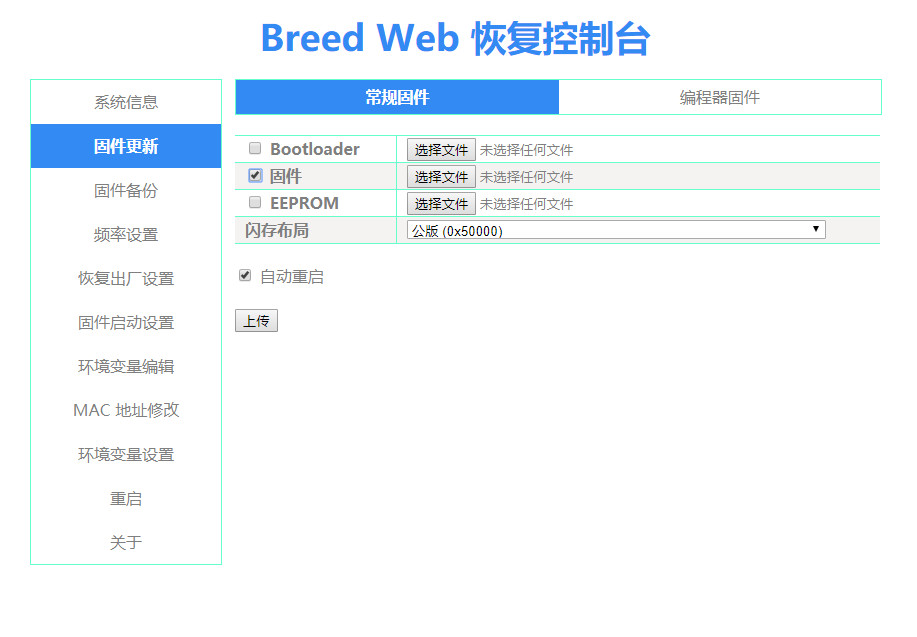 Breed Web 恢复控制台
系统信息
固件更新
固件备份
频率设置
恢复出厂设置
固件启动设置
环境变量编辑
MAC 地址修改
环境变量设置
重启
关于
常规固件 编程器固件
Bootloader 选择文件 未选择任何文件
固件 选择文件 未选择任何文件
EEPROM 选择文件 未选择任何文件
闪存布局 公版 (0x50000)
自动重启
上传